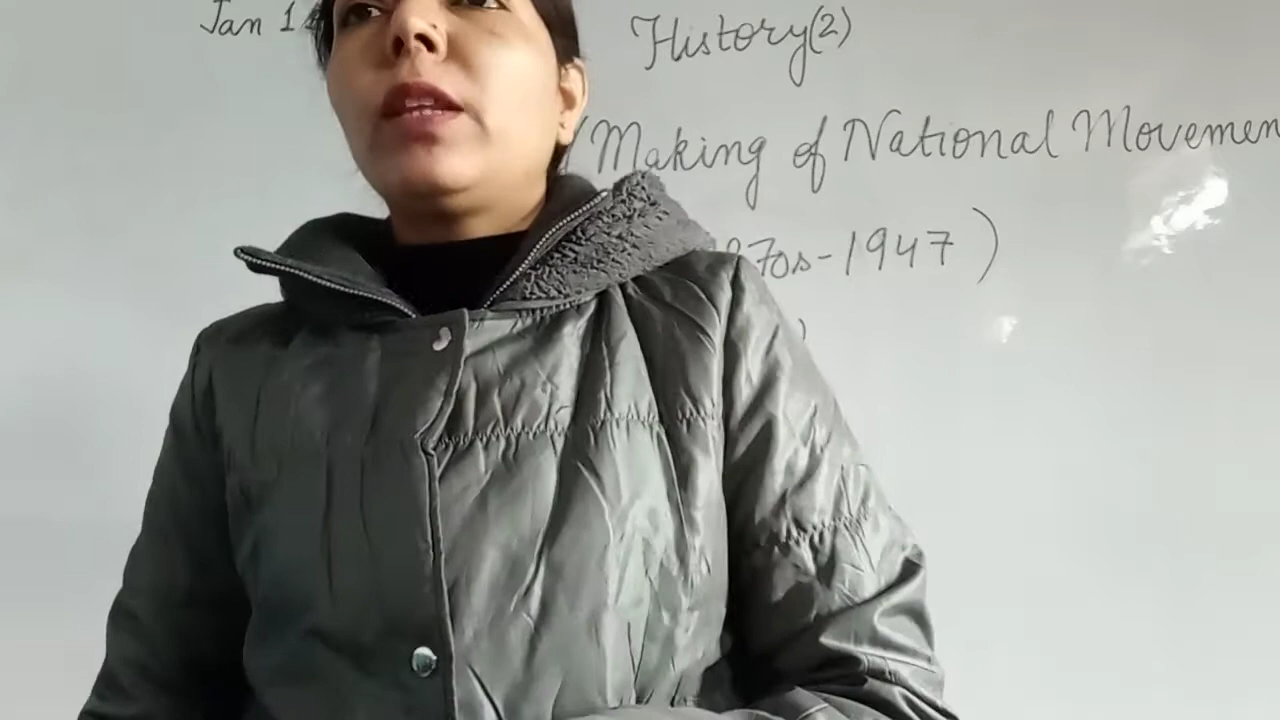 Jan 1
History(2)
(Making of National Movemen
70s-1947)
)